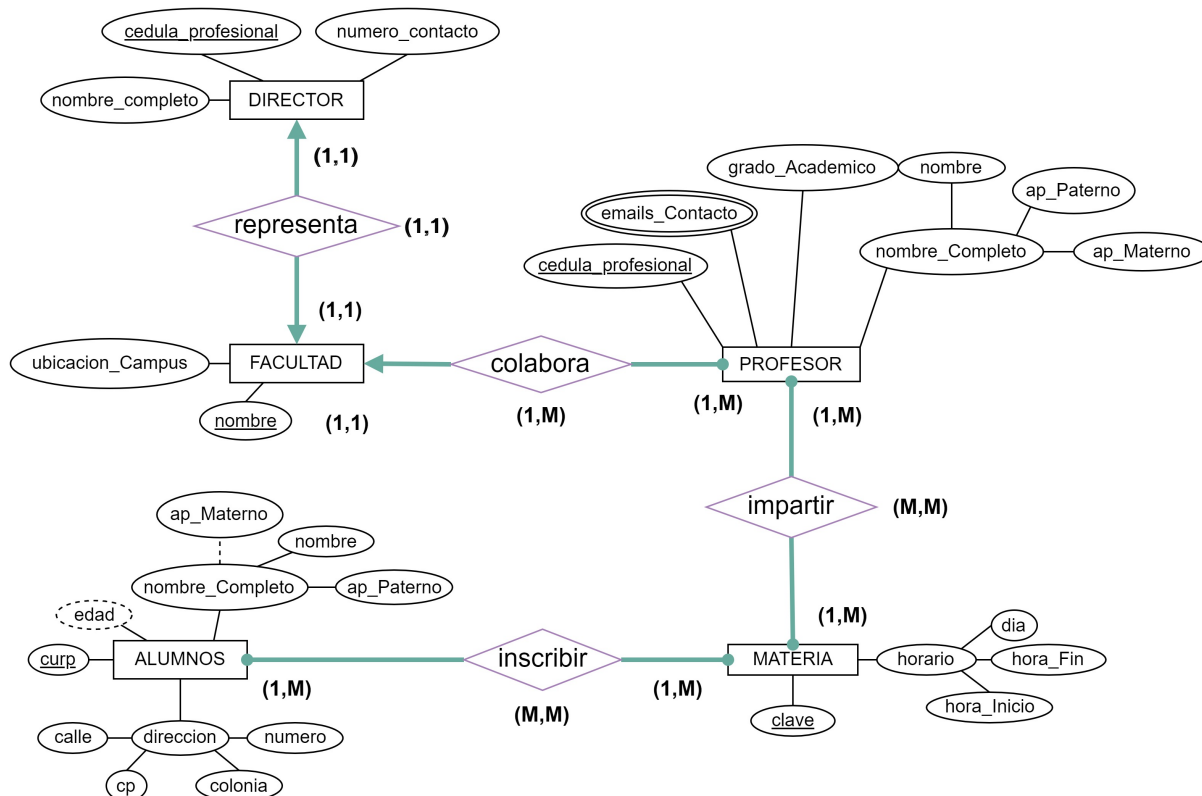 cedula_profesional
numero_contacto
nombre_completo
DIRECTOR
(1,1)
representa
(1,1)
(1,1)
ubicacion_Campus
FACULTAD
nombre
(1,1)
colabora
(1,M)
(1,M)
grado_Academico
nombre
ap_Paterno
emails_Contacto
cedula_profesional
nombre_Completo
ap_Materno
PROFESOR
(1,M)
impartir
(M,M)
(1,M)
ap_Materno
nombre
nombre_Completo
ap_Paterno
edad
curp
ALUMNOS
(1,M)
inscribir
(M,M)
(1,M)
MATERIA
horario
dia
hora_Fin
hora_Inicio
clave
calle
direccion
numero
cp
colonia